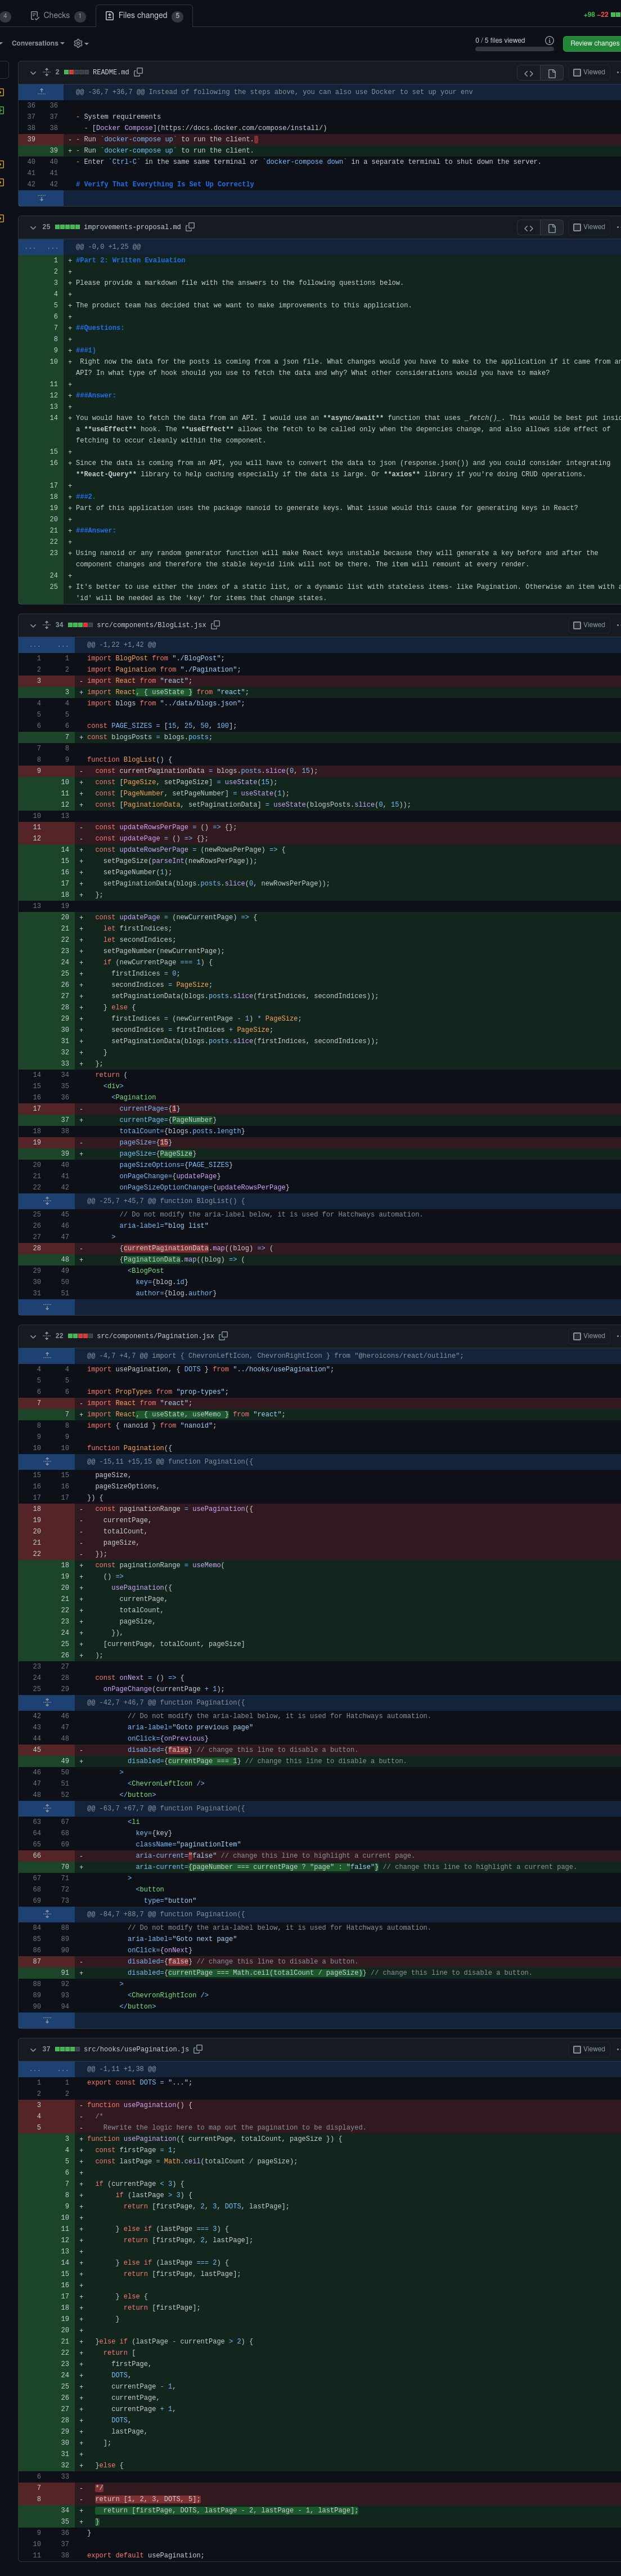 4 Checks 1 Files changed 5 +98 −22
Conversations 0 / 5 files viewed Review changes
2 README.md Viewed
@@ -36,7 +36,7 @@ Instead of following the steps above, you can also use Docker to set up your env
36 36
37 37 - System requirements
38 38 - [Docker Compose](https://docs.docker.com/compose/install/)
39 - - Run `docker-compose up` to run the client.
39 + - Run `docker-compose up` to run the client.
40 40 - Enter `Ctrl-C` in the same terminal or `docker-compose down` in a separate terminal to shut down the server.
41 41
42 42 # Verify That Everything Is Set Up Correctly
25 improvements-proposal.md Viewed
... ... @@ -0,0 +1,25 @@
1 + #Part 2: Written Evaluation
2 +
3 + Please provide a markdown file with the answers to the following questions below.
4 +
5 + The product team has decided that we want to make improvements to this application.
6 +
7 + ##Questions:
8 +
9 + ###1)
10 + Right now the data for the posts is coming from a json file. What changes would you have to make to the application if it came from an
API? In what type of hook should you use to fetch the data and why? What other considerations would you have to make?
11 +
12 + ###Answer:
13 +
14 + You would have to fetch the data from an API. I would use an **async/await** function that uses _fetch()_. This would be best put insid
a **useEffect** hook. The **useEffect** allows the fetch to be called only when the depencies change, and also allows side effect of
fetching to occur cleanly within the component.
15 +
16 + Since the data is coming from an API, you will have to convert the data to json (response.json()) and you could consider integrating
**React-Query** library to help caching especially if the data is large. Or **axios** library if you're doing CRUD operations.
17 +
18 + ###2.
19 + Part of this application uses the package nanoid to generate keys. What issue would this cause for generating keys in React?
20 +
21 + ###Answer:
22 +
23 + Using nanoid or any random generator function will make React keys unstable because they will generate a key before and after the
component changes and therefore the stable key=id link will not be there. The item will remount at every render.
24 +
25 + It's better to use either the index of a static list, or a dynamic list with stateless items- like Pagination. Otherwise an item with a
'id' will be needed as the 'key' for items that change states.
34 src/components/BlogList.jsx Viewed
... ... @@ -1,22 +1,42 @@
1 1 import BlogPost from "./BlogPost";
2 2 import Pagination from "./Pagination";
3 - import React from "react";
3 + import React, { useState } from "react";
4 4 import blogs from "../data/blogs.json";
5 5
6 6 const PAGE_SIZES = [15, 25, 50, 100];
7 + const blogsPosts = blogs.posts;
7 8
8 9 function BlogList() {
9 - const currentPaginationData = blogs.posts.slice(0, 15);
10 + const [PageSize, setPageSize] = useState(15);
11 + const [PageNumber, setPageNumber] = useState(1);
12 + const [PaginationData, setPaginationData] = useState(blogsPosts.slice(0, 15));
10 13
11 - const updateRowsPerPage = () => {};
12 - const updatePage = () => {};
14 + const updateRowsPerPage = (newRowsPerPage) => {
15 + setPageSize(parseInt(newRowsPerPage));
16 + setPageNumber(1);
17 + setPaginationData(blogs.posts.slice(0, newRowsPerPage));
18 + };
13 19
20 + const updatePage = (newCurrentPage) => {
21 + let firstIndices;
22 + let secondIndices;
23 + setPageNumber(newCurrentPage);
24 + if (newCurrentPage === 1) {
25 + firstIndices = 0;
26 + secondIndices = PageSize;
27 + setPaginationData(blogs.posts.slice(firstIndices, secondIndices));
28 + } else {
29 + firstIndices = (newCurrentPage - 1) * PageSize;
30 + secondIndices = firstIndices + PageSize;
31 + setPaginationData(blogs.posts.slice(firstIndices, secondIndices));
32 + }
33 + };
14 34 return (
15 35 <div>
16 36 <Pagination
17 - currentPage={1}
37 + currentPage={PageNumber}
18 38 totalCount={blogs.posts.length}
19 - pageSize={15}
39 + pageSize={PageSize}
20 40 pageSizeOptions={PAGE_SIZES}
21 41 onPageChange={updatePage}
22 42 onPageSizeOptionChange={updateRowsPerPage}
@@ -25,7 +45,7 @@ function BlogList() {
25 45 // Do not modify the aria-label below, it is used for Hatchways automation.
26 46 aria-label="blog list"
27 47 >
28 - {currentPaginationData.map((blog) => (
48 + {PaginationData.map((blog) => (
29 49 <BlogPost
30 50 key={blog.id}
31 51 author={blog.author}
22 src/components/Pagination.jsx Viewed
@@ -4,7 +4,7 @@ import { ChevronLeftIcon, ChevronRightIcon } from "@heroicons/react/outline";
4 4 import usePagination, { DOTS } from "../hooks/usePagination";
5 5
6 6 import PropTypes from "prop-types";
7 - import React from "react";
7 + import React, { useState, useMemo } from "react";
8 8 import { nanoid } from "nanoid";
9 9
10 10 function Pagination({
@@ -15,11 +15,15 @@ function Pagination({
15 15 pageSize,
16 16 pageSizeOptions,
17 17 }) {
18 - const paginationRange = usePagination({
19 - currentPage,
20 - totalCount,
21 - pageSize,
22 - });
18 + const paginationRange = useMemo(
19 + () =>
20 + usePagination({
21 + currentPage,
22 + totalCount,
23 + pageSize,
24 + }),
25 + [currentPage, totalCount, pageSize]
26 + );
23 27
24 28 const onNext = () => {
25 29 onPageChange(currentPage + 1);
@@ -42,7 +46,7 @@ function Pagination({
42 46 // Do not modify the aria-label below, it is used for Hatchways automation.
43 47 aria-label="Goto previous page"
44 48 onClick={onPrevious}
45 - disabled={false} // change this line to disable a button.
49 + disabled={currentPage === 1} // change this line to disable a button.
46 50 >
47 51 <ChevronLeftIcon />
48 52 </button>
@@ -63,7 +67,7 @@ function Pagination({
63 67 <li
64 68 key={key}
65 69 className="paginationItem"
66 - aria-current="false" // change this line to highlight a current page.
70 + aria-current={pageNumber === currentPage ? "page" : "false"} // change this line to highlight a current page.
67 71 >
68 72 <button
69 73 type="button"
@@ -84,7 +88,7 @@ function Pagination({
84 88 // Do not modify the aria-label below, it is used for Hatchways automation.
85 89 aria-label="Goto next page"
86 90 onClick={onNext}
87 - disabled={false} // change this line to disable a button.
91 + disabled={currentPage === Math.ceil(totalCount / pageSize)} // change this line to disable a button.
88 92 >
89 93 <ChevronRightIcon />
90 94 </button>
37 src/hooks/usePagination.js Viewed
... ... @@ -1,11 +1,38 @@
1 1 export const DOTS = "...";
2 2
3 - function usePagination() {
4 - /*
5 - Rewrite the logic here to map out the pagination to be displayed.
3 + function usePagination({ currentPage, totalCount, pageSize }) {
4 + const firstPage = 1;
5 + const lastPage = Math.ceil(totalCount / pageSize);
6 +
7 + if (currentPage < 3) {
8 + if (lastPage > 3) {
9 + return [firstPage, 2, 3, DOTS, lastPage];
10 +
11 + } else if (lastPage === 3) {
12 + return [firstPage, 2, lastPage];
13 +
14 + } else if (lastPage === 2) {
15 + return [firstPage, lastPage];
16 +
17 + } else {
18 + return [firstPage];
19 + }
20 +
21 + }else if (lastPage - currentPage > 2) {
22 + return [
23 + firstPage,
24 + DOTS,
25 + currentPage - 1,
26 + currentPage,
27 + currentPage + 1,
28 + DOTS,
29 + lastPage,
30 + ];
31 +
32 + }else {
6 33
7 - */
8 - return [1, 2, 3, DOTS, 5];
34 + return [firstPage, DOTS, lastPage - 2, lastPage - 1, lastPage];
35 + }
9 36 }
10 37
11 38 export default usePagination;